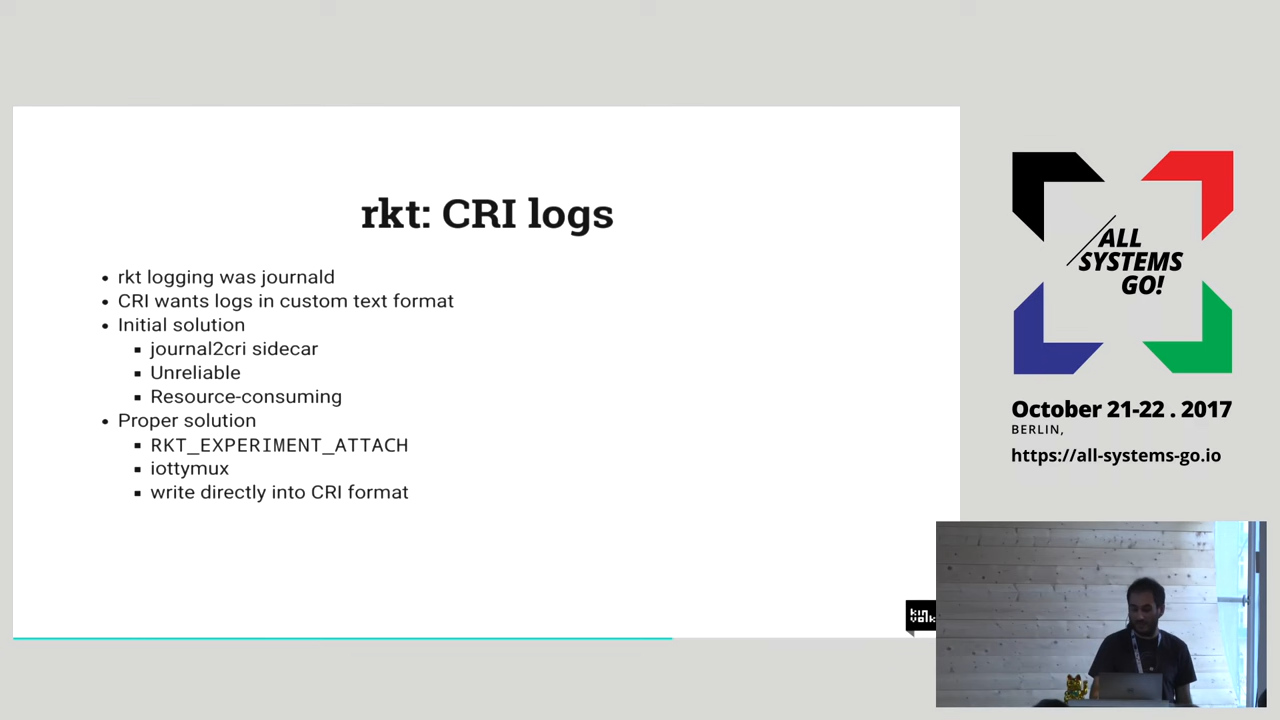 rkt: CRI logs
rkt logging was journald
CRI wants logs in custom text format
Initial solution
journal2cri sidecar
Unreliable
Resource-consuming
Proper solution
RKT_EXPERIMENT_ATTACH
iottymux
write directly into CRI format
kin
volk
ALL
SYSTEMS
GO!
October 21-22 . 2017
BERLIN,
https://all-systems-go.io